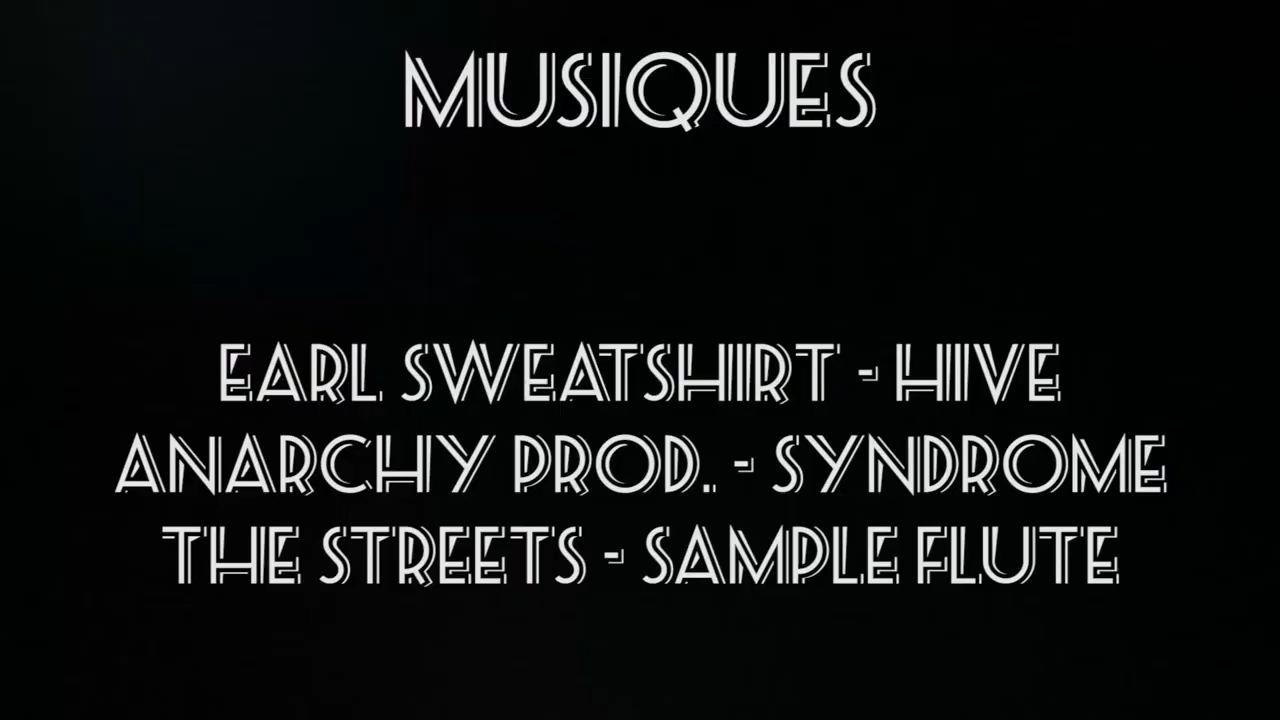 MUSIQUES
EARL SWEATSHIRT - HIVE
ANARCHY PROD. - SYNDROME
THE STREETS - SAMPLE FLUTE